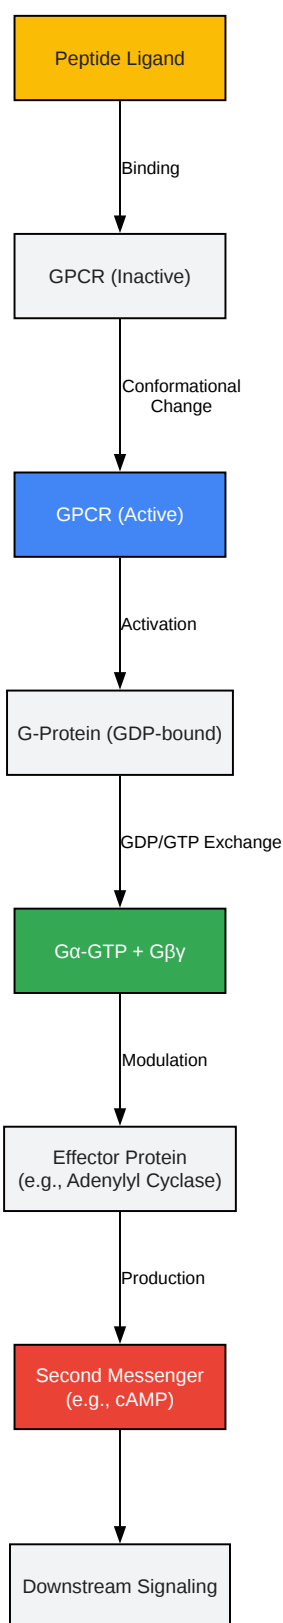 Peptide Ligand
Binding
GPCR (Inactive)
Conformational
Change
GPCR (Active)
Activation
G-Protein (GDP-bound)
GDP/GTP Exchange
Gα-GTP + Gβγ
Modulation
Effector Protein
(e.g., Adenylyl Cyclase)
Production
Second Messenger
(e.g., cAMP)
Downstream Signaling